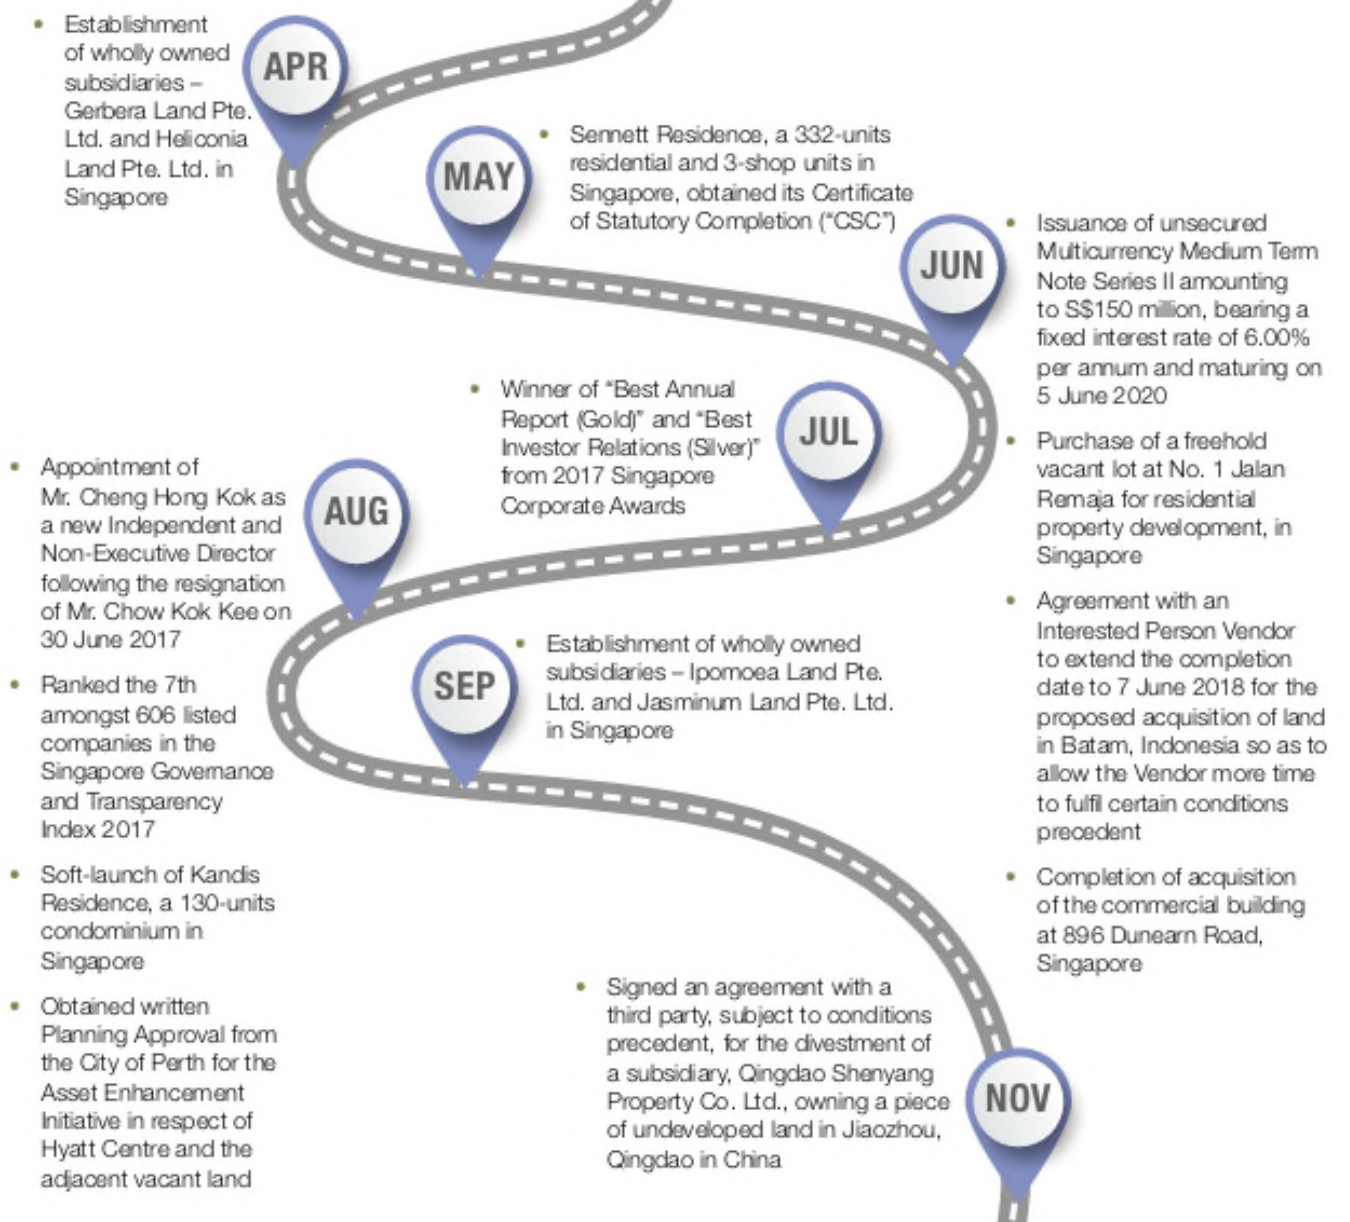 APR
• Establishment
of wholly owned
subsidiaries –
Gerbera Land Pte.
Ltd. and Heliconia
Land Pte. Ltd. in
Singapore
MAY
• Sennett Residence, a 332-units
residential and 3-shop units in
Singapore, obtained its Certificate
of Statutory Completion (“CSC”)
JUN
• Issuance of unsecured
Multicurrency Medium Term
Note Series II amounting
to S$150 million, bearing a
fixed interest rate of 6.00%
per annum and maturing on
5 June 2020
• Purchase of a freehold
vacant lot at No. 1 Jalan
Remaja for residential
property development, in
Singapore
• Agreement with an
Interested Person Vendor
to extend the completion
date to 7 June 2018 for the
proposed acquisition of land
in Batam, Indonesia so as to
allow the Vendor more time
to fulfil certain conditions
precedent
• Completion of acquisition
of the commercial building
at 896 Dunearn Road,
Singapore
JUL
• Winner of “Best Annual
Report (Gold)” and “Best
Investor Relations (Silver)”
from 2017 Singapore
Corporate Awards
AUG
• Appointment of
Mr. Cheng Hong Kok as
a new Independent and
Non-Executive Director
following the resignation
of Mr. Chow Kok Kee on
30 June 2017
• Ranked the 7th
amongst 606 listed
companies in the
Singapore Governance
and Transparency
Index 2017
• Soft-launch of Kandis
Residence, a 130-units
condominium in
Singapore
• Obtained written
Planning Approval from
the City of Perth for the
Asset Enhancement
Initiative in respect of
Hyatt Centre and the
adjacent vacant land
SEP
• Establishment of wholly owned
subsidiaries – Ipomoea Land Pte.
Ltd. and Jasminum Land Pte. Ltd.
in Singapore
NOV
• Signed an agreement with a
third party, subject to conditions
precedent, for the divestment of
a subsidiary, Qingdao Shenyang
Property Co. Ltd., owning a piece
of undeveloped land in Jiaozhou,
Qingdao in China